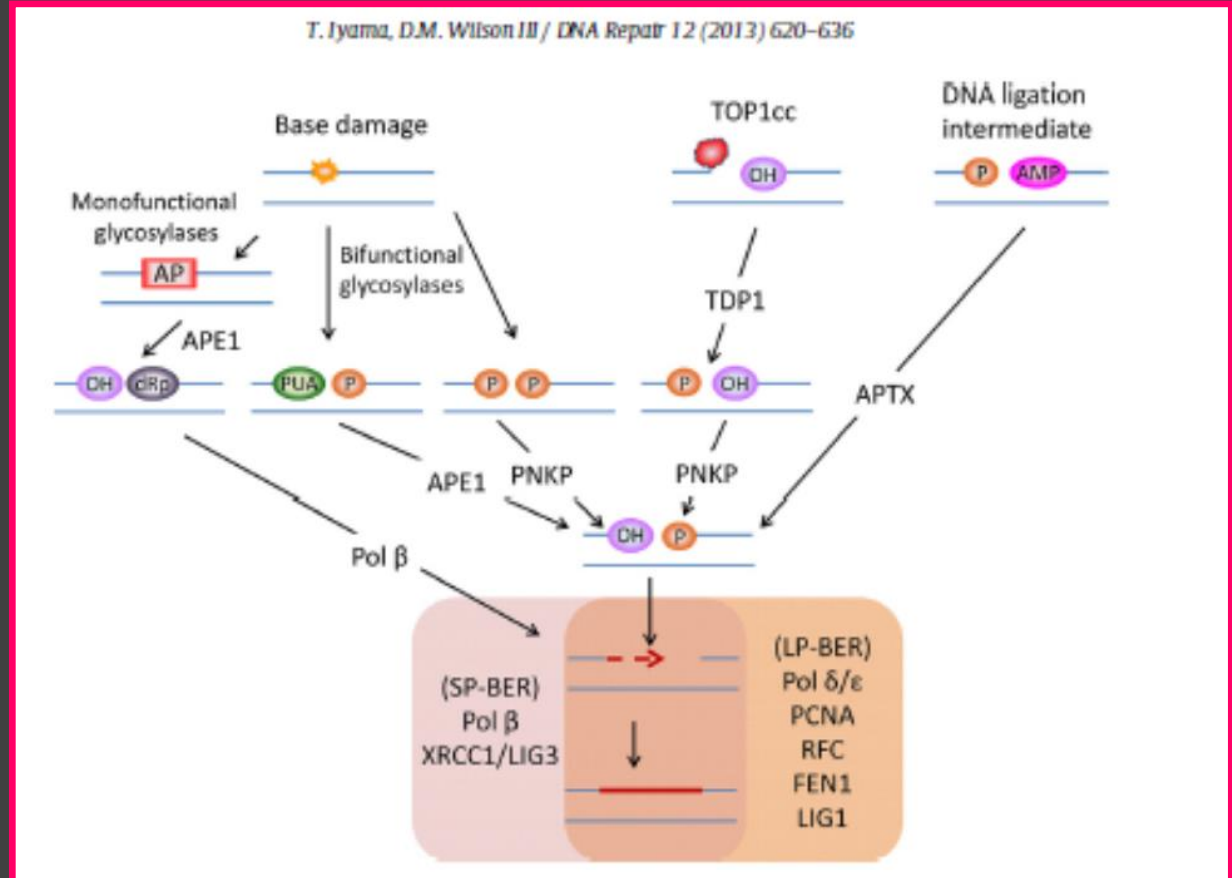 T. Iyama, D.M. Wilson III / DNA Repair 12 (2013) 620–636
Base damage
TOP1cc
DNA ligation
intermediate
OH
P
AMP
Monofunctional
glycosylases
AP
Bifunctional
glycosylases
TDP1
APE1
OH
dRp
PUA
P
P
P
P
OH
APTX
APE1
PNKP
PNKP
OH
P
Pol β
(SP-BER)
Pol β
XRCC1/LIG3
(LP-BER)
Pol δ/ε
PCNA
RFC
FEN1
LIG1